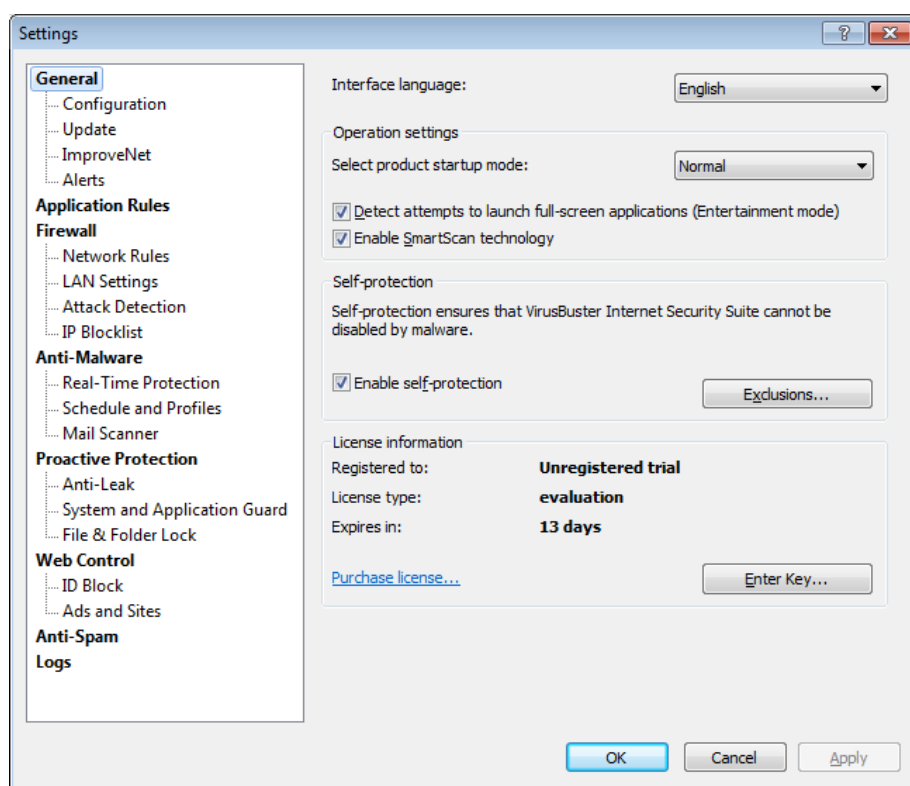 Settings
General
Configuration
Update
ImproveNet
Alerts
Application Rules
Firewall
Network Rules
LAN Settings
Attack Detection
IP Blocklist
Anti-Malware
Real-Time Protection
Schedule and Profiles
Mail Scanner
Proactive Protection
Anti-Leak
System and Application Guard
File & Folder Lock
Web Control
ID Block
Ads and Sites
Anti-Spam
Logs
Interface language: English
Operation settings
Select product startup mode: Normal
Detect attempts to launch full-screen applications (Entertainment mode)
Enable SmartScan technology
Self-protection
Self-protection ensures that VirusBuster Internet Security Suite cannot be
disabled by malware.
Enable self-protection
Exclusions...
License information
Registered to: Unregistered trial
License type: evaluation
Expires in: 13 days
Purchase license... Enter Key...
OK Cancel Apply